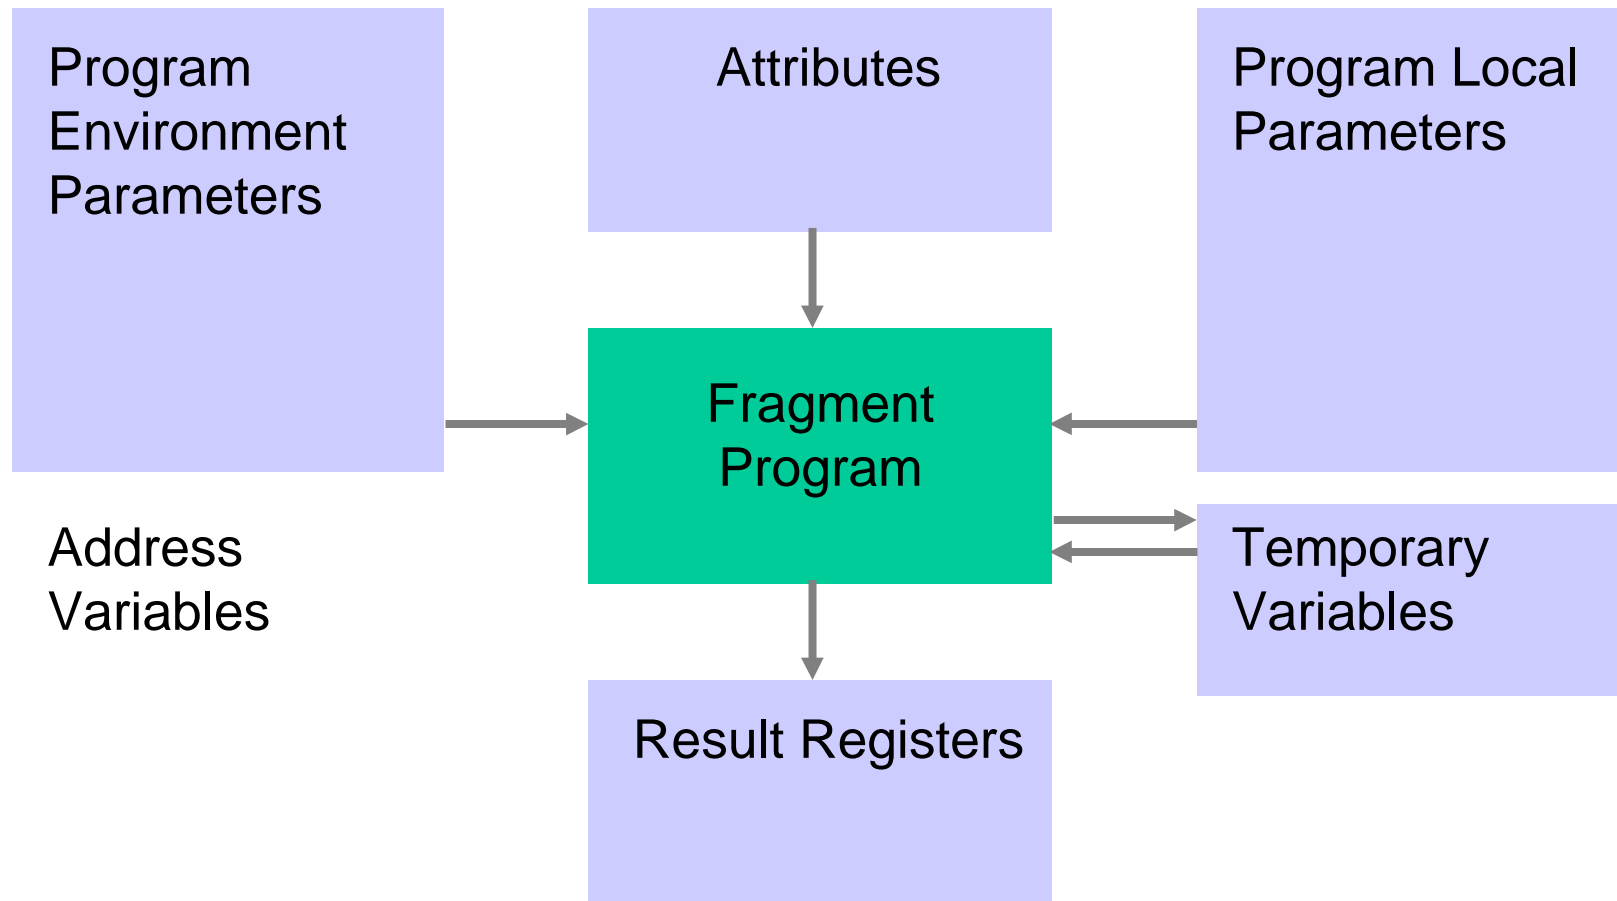 Program
Environment
Parameters
Attributes
Program Local
Parameters
Fragment
Program
Address
Variables
Temporary
Variables
Result Registers